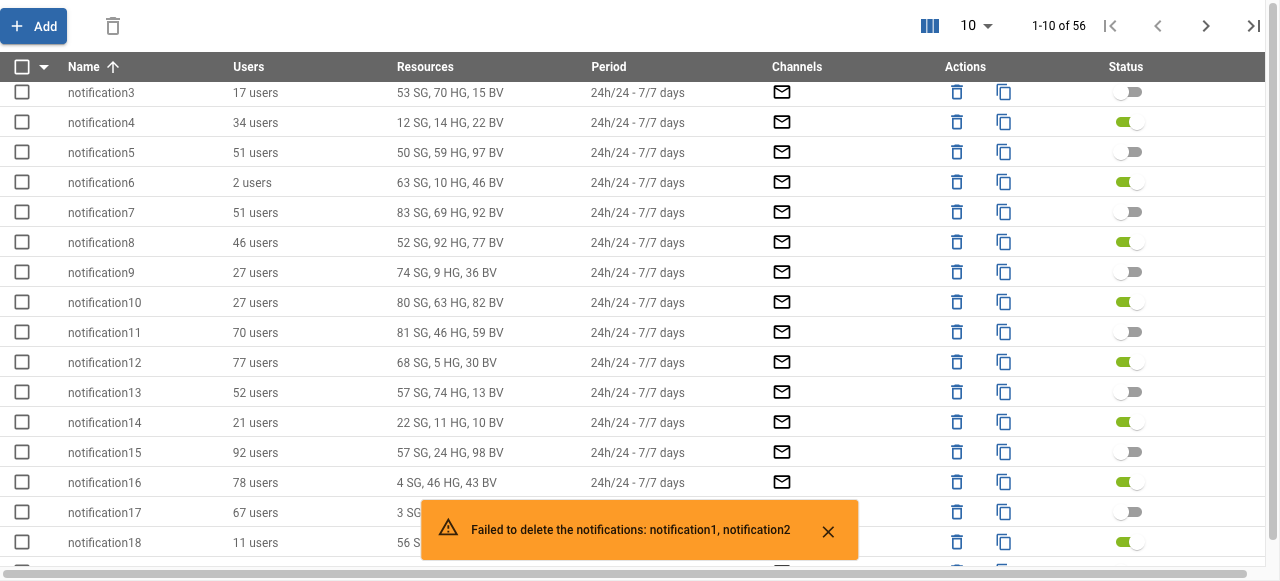 Add
10
1-10 of 56
Name Users Resources Period Channels Actions Status
notification3 17 users 53 SG, 70 HG, 15 BV 24h/24 - 7/7 days
notification4 34 users 12 SG, 14 HG, 22 BV 24h/24 - 7/7 days
notification5 51 users 50 SG, 59 HG, 97 BV 24h/24 - 7/7 days
notification6 2 users 63 SG, 10 HG, 46 BV 24h/24 - 7/7 days
notification7 51 users 83 SG, 69 HG, 92 BV 24h/24 - 7/7 days
notification8 46 users 52 SG, 92 HG, 77 BV 24h/24 - 7/7 days
notification9 27 users 74 SG, 9 HG, 36 BV 24h/24 - 7/7 days
notification10 27 users 80 SG, 63 HG, 82 BV 24h/24 - 7/7 days
notification11 70 users 81 SG, 46 HG, 59 BV 24h/24 - 7/7 days
notification12 77 users 68 SG, 5 HG, 30 BV 24h/24 - 7/7 days
notification13 52 users 57 SG, 74 HG, 13 BV 24h/24 - 7/7 days
notification14 21 users 22 SG, 11 HG, 10 BV 24h/24 - 7/7 days
notification15 92 users 57 SG, 24 HG, 98 BV 24h/24 - 7/7 days
notification16 78 users 4 SG, 46 HG, 43 BV 24h/24 - 7/7 days
notification17 67 users 3 SG
notification18 11 users 56 S
Failed to delete the notifications: notification1, notification2